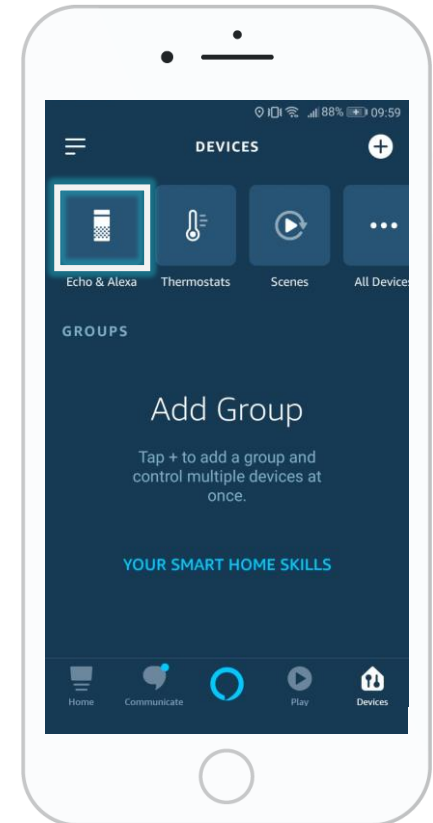 88% 09:59
DEVICES
Echo & Alexa Thermostats Scenes All Device
GROUPS
Add Group
Tap + to add a group and
control multiple devices at
once.
YOUR SMART HOME SKILLS
Home Communicate Play Devices